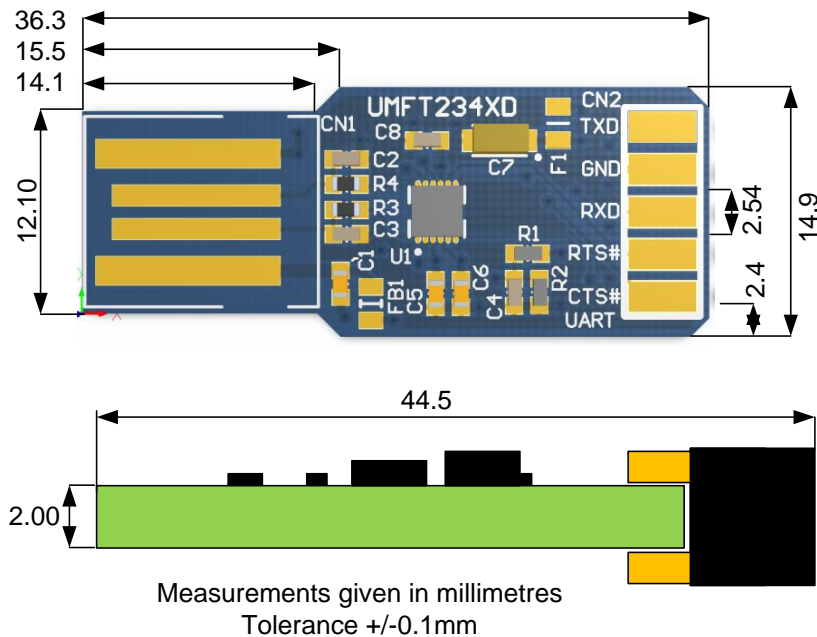 36.3
15.5
14.1
12.10
UMFT234XD
CN1
CN2
TXD
C8
C7
F1
GND
C2
R4
R3
C3
RXD
2.54
14.9
U1
R1
RTS#
C1
FB1
C5
C6
C4
R2
CTS#
2.4
UART
X
44.5
2.00
Measurements given in millimetres
Tolerance +/-0.1mm